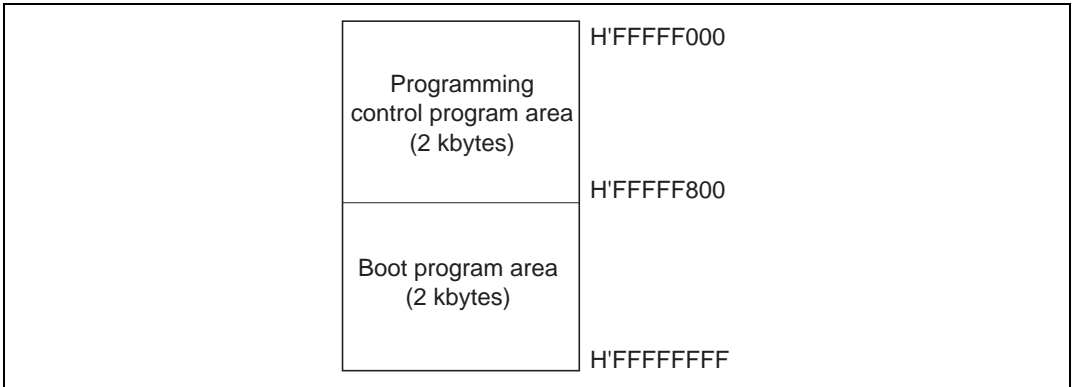 H'FFFFF000
Programming
control program area
(2 kbytes)
H'FFFFF800
Boot program area
(2 kbytes)
H'FFFFFFFF